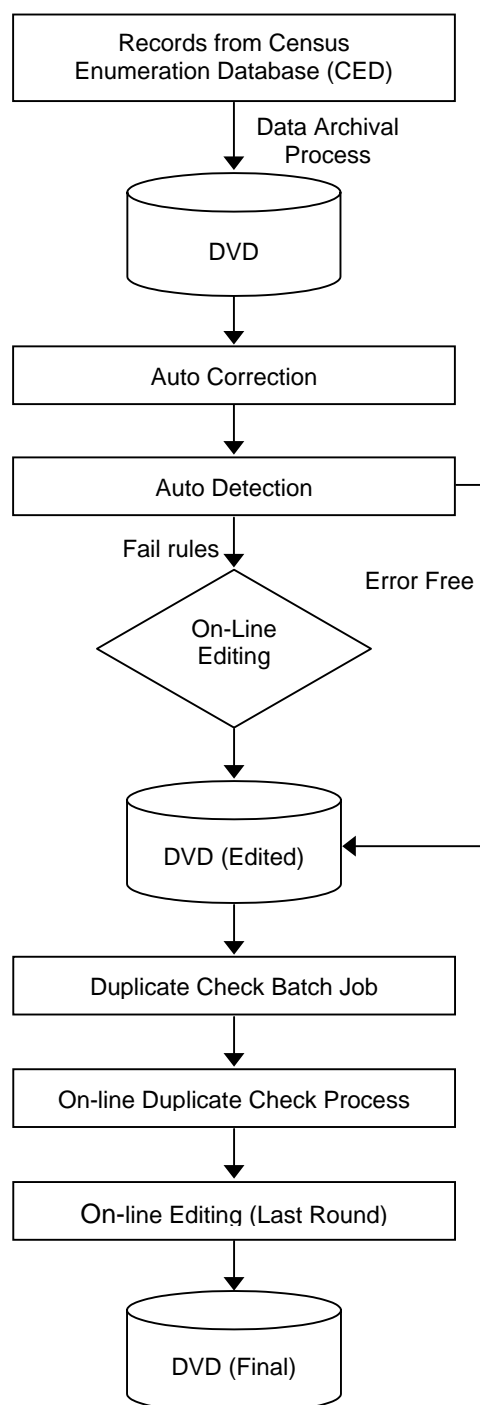 Records from Census
Enumeration Database (CED)
Data Archival
Process
DVD
Auto Correction
Auto Detection
Fail rules
Error Free
On-Line
Editing
DVD (Edited)
Duplicate Check Batch Job
On-line Duplicate Check Process
On-line Editing (Last Round)
DVD (Final)